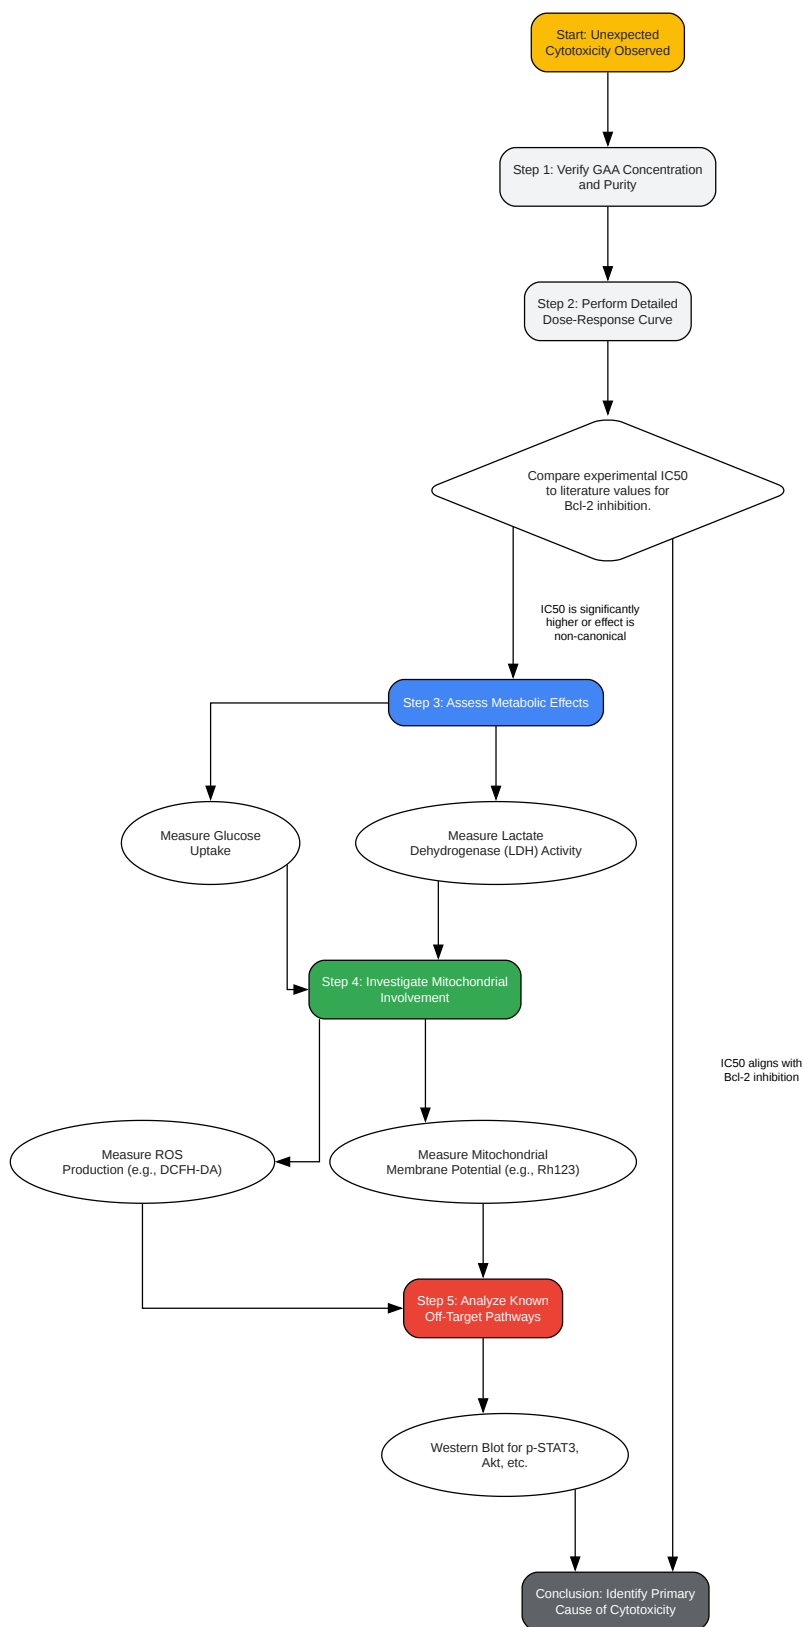 Start: Unexpected
Cytotoxicity Observed
Step 1: Verify GAA Concentration
and Purity
Step 2: Perform Detailed
Dose-Response Curve
Compare experimental IC50
to literature values for
Bcl-2 inhibition.
IC50 is significantly
higher or effect is
non-canonical
Step 3: Assess Metabolic Effects
Measure Glucose
Uptake
Measure Lactate
Dehydrogenase (LDH) Activity
Step 4: Investigate Mitochondrial
Involvement
IC50 aligns with
Bcl-2 inhibition
Measure ROS
Production (e.g., DCFH-DA)
Measure Mitochondrial
Membrane Potential (e.g., Rh123)
Step 5: Analyze Known
Off-Target Pathways
Western Blot for p-STAT3,
Akt, etc.
Conclusion: Identify Primary
Cause of Cytotoxicity